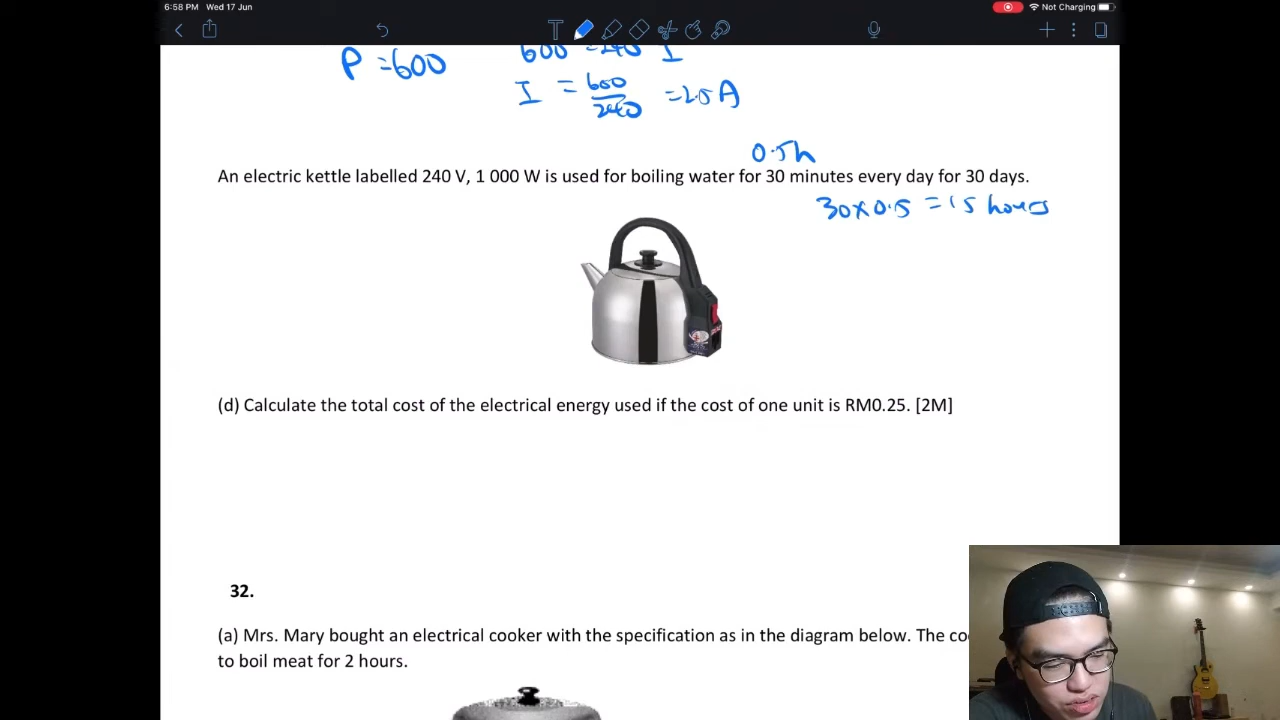 6:58 PM Wed 17 Jun
Not Charging
P = 600
600 = 240 I
I = 600/240 = 2.5 A
0.5h
An electric kettle labelled 240 V, 1 000 W is used for boiling water for 30 minutes every day for 30 days.
30 x 0.5 = 15 hours
(d) Calculate the total cost of the electrical energy used if the cost of one unit is RM0.25. [2M]
32.
(a) Mrs. Mary bought an electrical cooker with the specification as in the diagram below. The co
to boil meat for 2 hours.